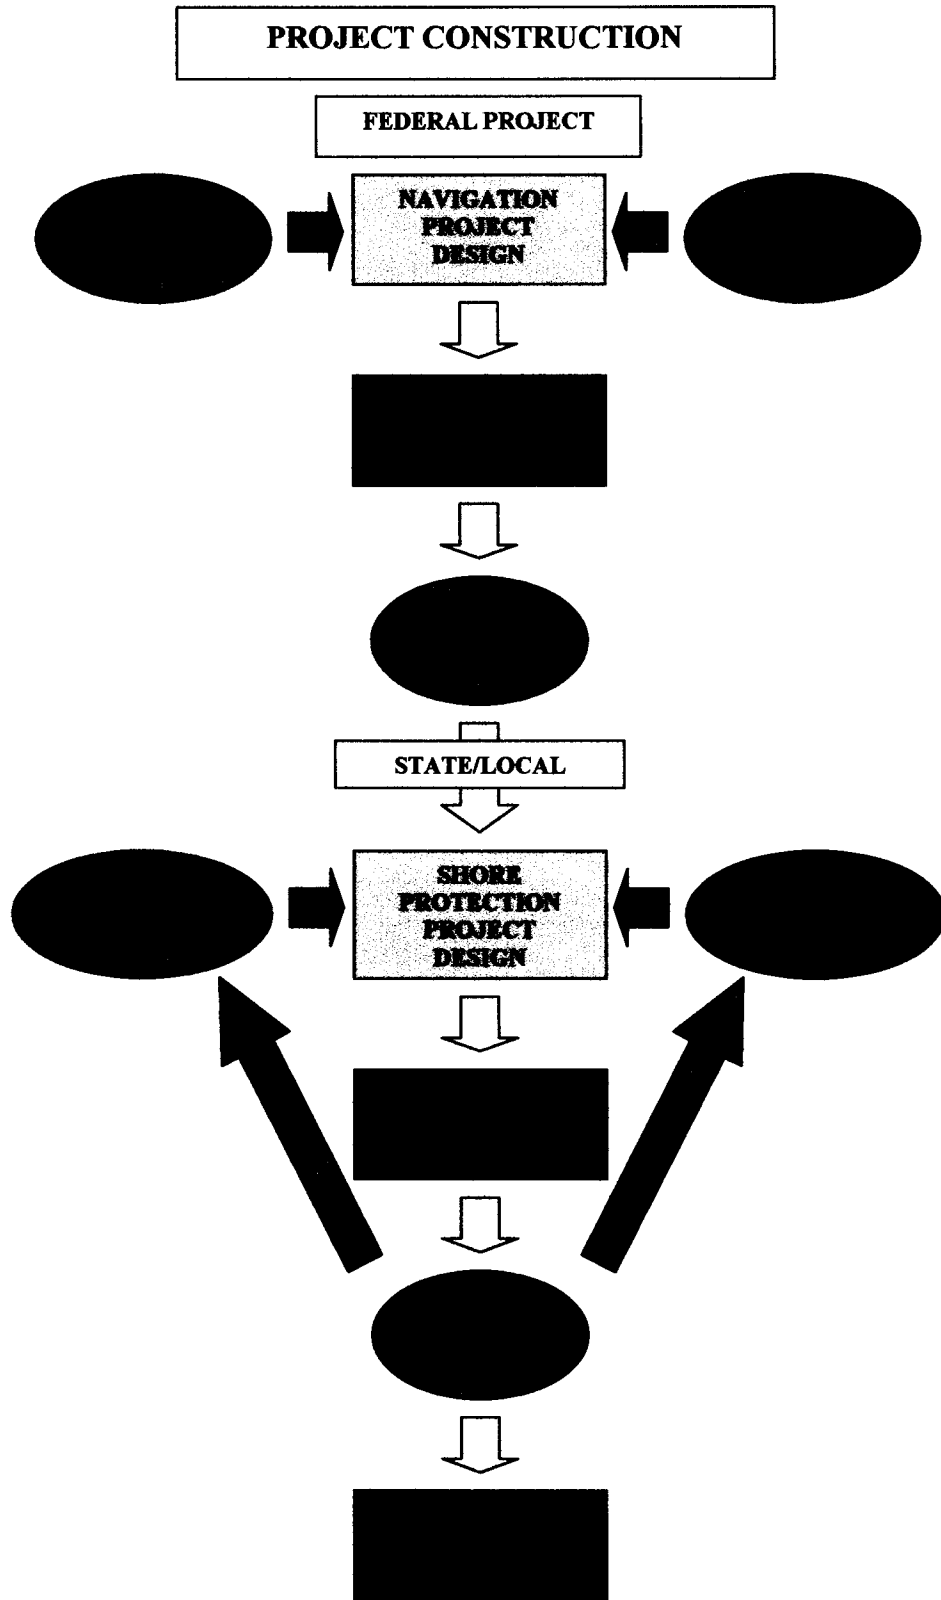 PROJECT CONSTRUCTION
FEDERAL PROJECT
NAVIGATION
PROJECT
DESIGN
STATE/LOCAL
SHORE
PROTECTION
PROJECT
DESIGN